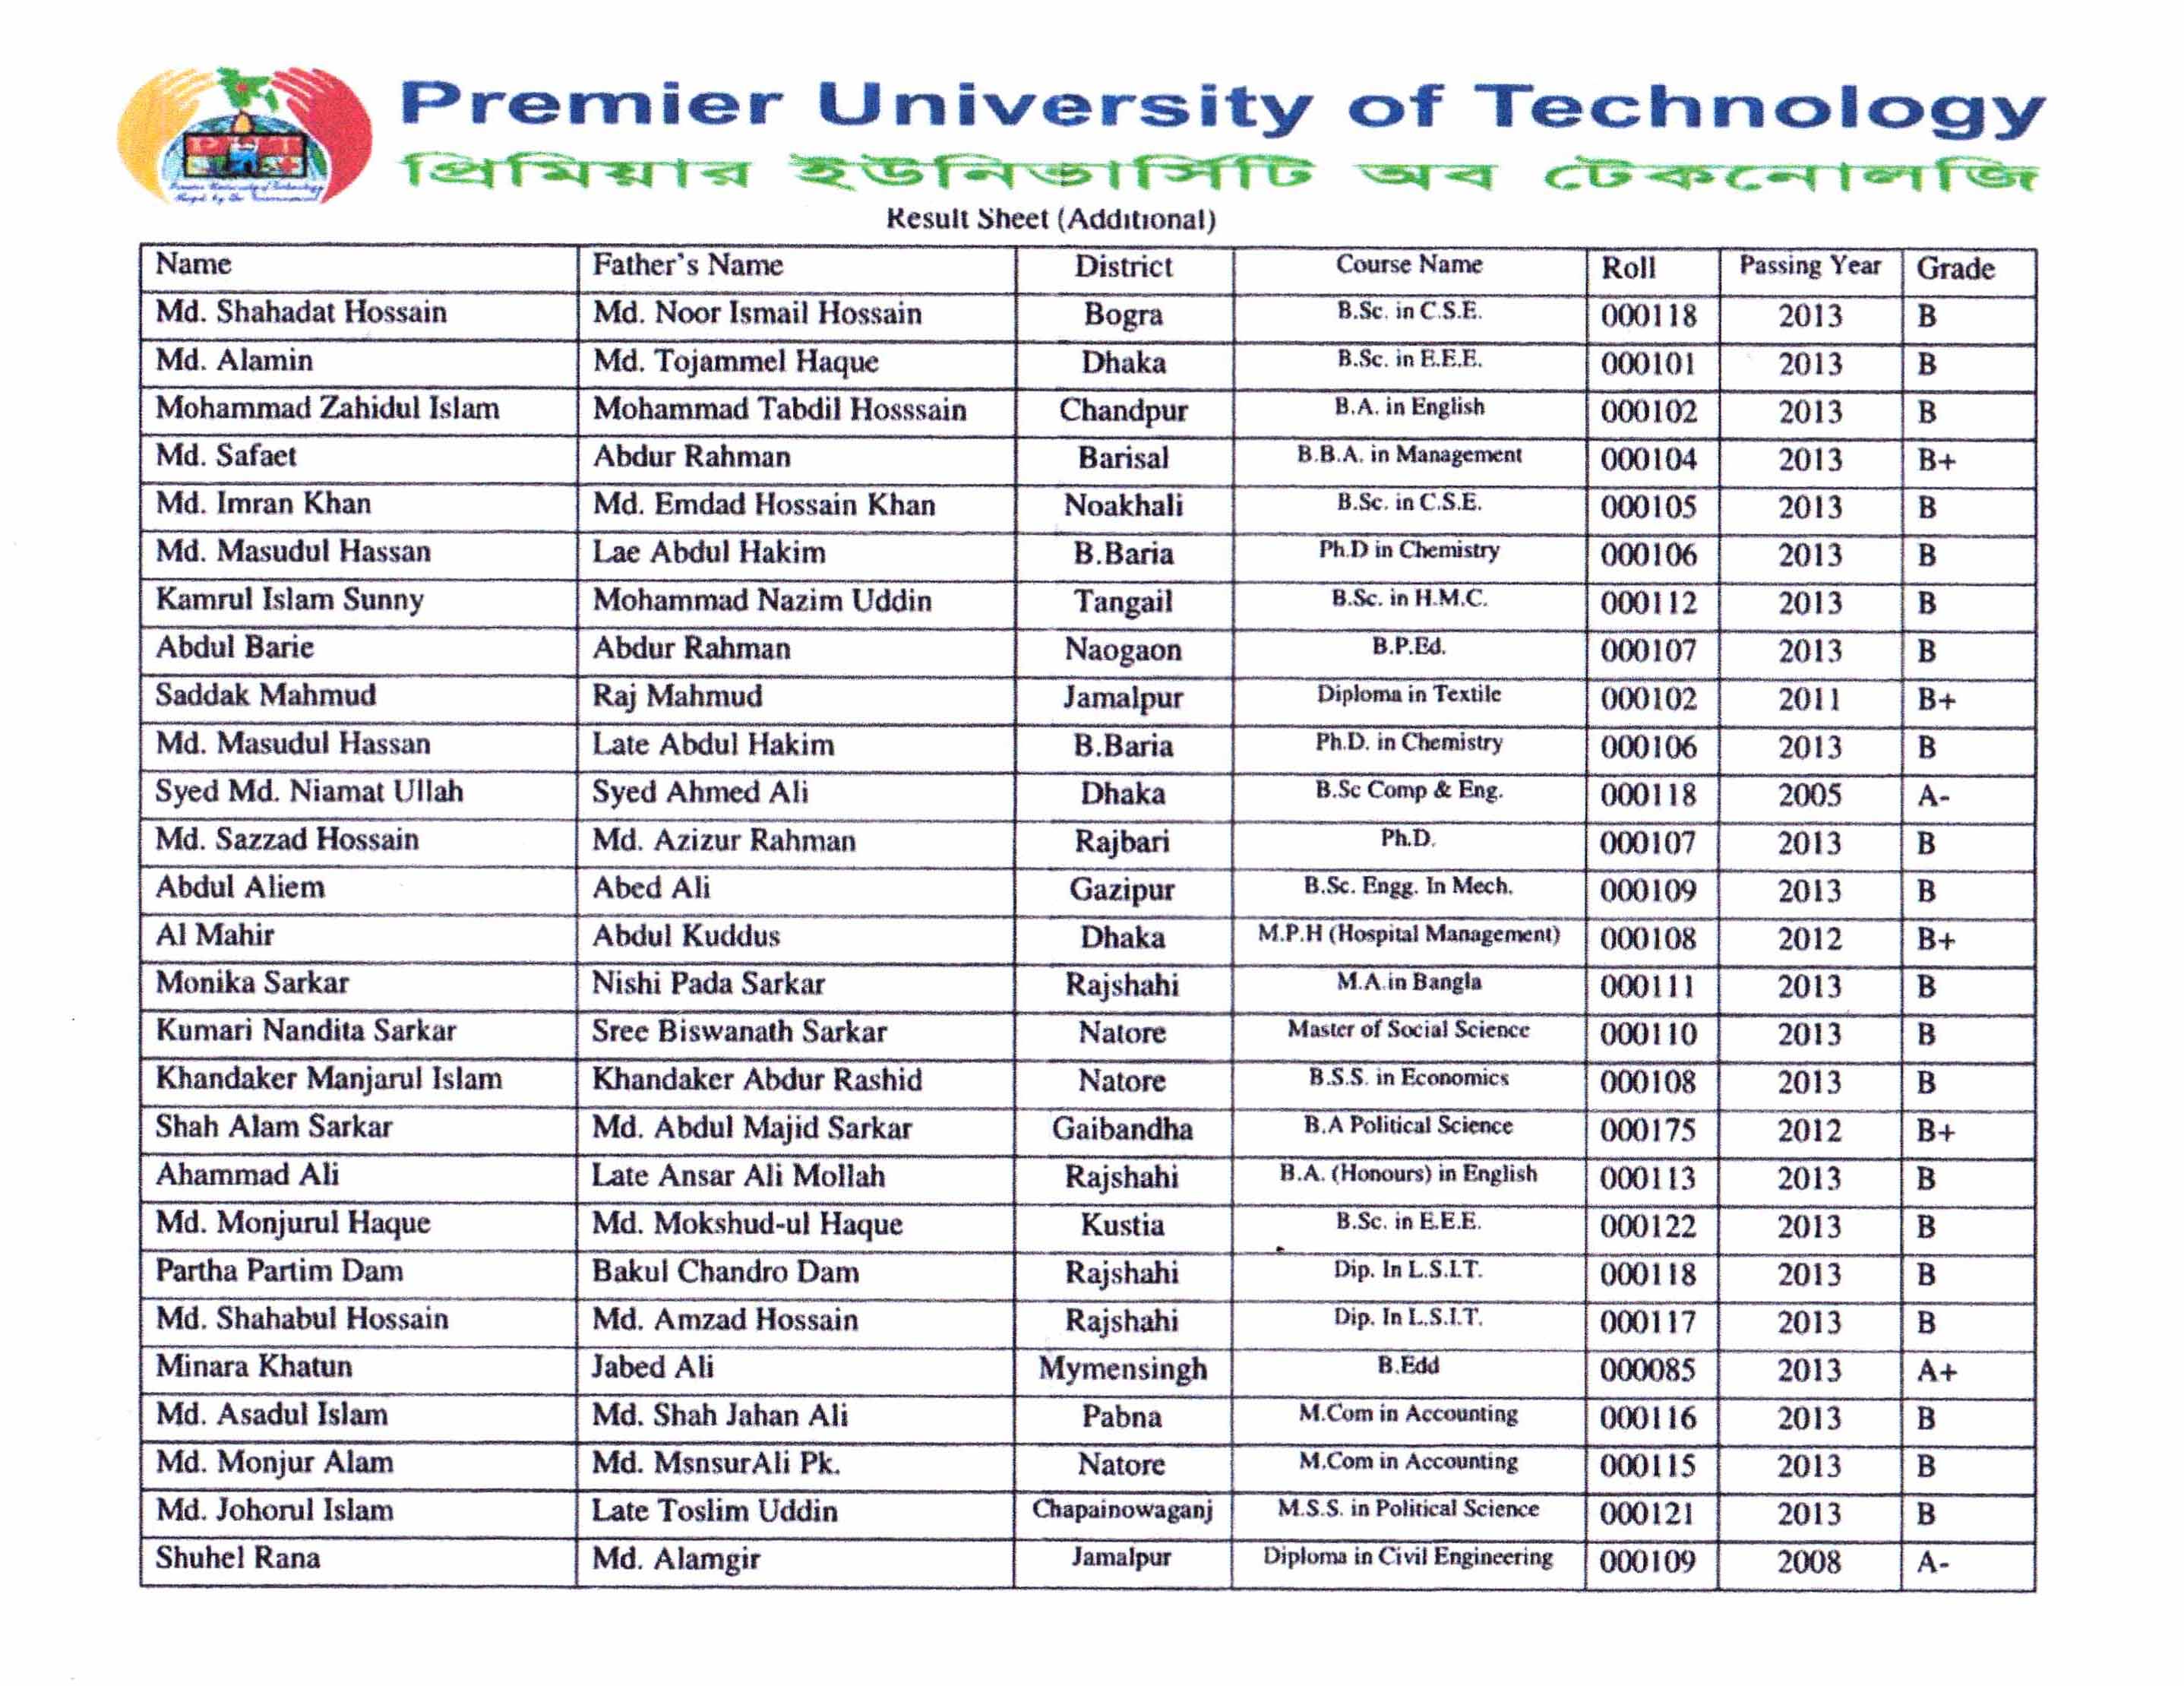 Premier University of Technology
প্রিমিয়ার ইউনিভার্সিটি অব টেকনোলজি
Result Sheet (Additional)
Name Father's Name District Course Name Roll Passing Year Grade
Md. Shahadat Hossain Md. Noor Ismail Hossain Bogra B.Sc. in C.S.E. 000118 2013 B
Md. Alamin Md. Tojammel Haque Dhaka B.Sc. in E.E.E. 000101 2013 B
Mohammad Zahidul Islam Mohammad Tabdil Hosssain Chandpur B.A. in English 000102 2013 B
Md. Safaet Abdur Rahman Barisal B.B.A. in Management 000104 2013 B+
Md. Imran Khan Md. Emdad Hossain Khan Noakhali B.Sc. in C.S.E. 000105 2013 B
Md. Masudul Hassan Lae Abdul Hakim B.Baria Ph.D in Chemistry 000106 2013 B
Kamrul Islam Sunny Mohammad Nazim Uddin Tangail B.Sc. in H.M.C. 000112 2013 B
Abdul Barie Abdur Rahman Naogaon B.P.Ed. 000107 2013 B
Saddak Mahmud Raj Mahmud Jamalpur Diploma in Textile 000102 2011 B+
Md. Masudul Hassan Late Abdul Hakim B.Baria Ph.D. in Chemistry 000106 2013 B
Syed Md. Niamat Ullah Syed Ahmed Ali Dhaka B.Sc Comp & Eng. 000118 2005 A-
Md. Sazzad Hossain Md. Azizur Rahman Rajbari Ph.D. 000107 2013 B
Abdul Aliem Abed Ali Gazipur B.Sc. Engg. In Mech. 000109 2013 B
Al Mahir Abdul Kuddus Dhaka M.P.H (Hospital Management) 000108 2012 B+
Monika Sarkar Nishi Pada Sarkar Rajshahi M.A.in Bangla 000111 2013 B
Kumari Nandita Sarkar Sree Biswanath Sarkar Natore Master of Social Science 000110 2013 B
Khandaker Manjarul Islam Khandaker Abdur Rashid Natore B.S.S. in Economics 000108 2013 B
Shah Alam Sarkar Md. Abdul Majid Sarkar Gaibandha B.A Political Science 000175 2012 B+
Ahammad Ali Late Ansar Ali Mollah Rajshahi B.A. (Honours) in English 000113 2013 B
Md. Monjurul Haque Md. Mokshud-ul Haque Kustia B.Sc. in E.E.E. 000122 2013 B
Partha Partim Dam Bakul Chandro Dam Rajshahi Dip. In L.S.I.T. 000118 2013 B
Md. Shahabul Hossain Md. Amzad Hossain Rajshahi Dip. In L.S.I.T. 000117 2013 B
Minara Khatun Jabed Ali Mymensingh B.Edd 000085 2013 A+
Md. Asadul Islam Md. Shah Jahan Ali Pabna M.Com in Accounting 000116 2013 B
Md. Monjur Alam Md. MsnsurAli Pk. Natore M.Com in Accounting 000115 2013 B
Md. Johorul Islam Late Toslim Uddin Chapainowaganj M.S.S. in Political Science 000121 2013 B
Shuhel Rana Md. Alamgir Jamalpur Diploma in Civil Engineering 000109 2008 A-